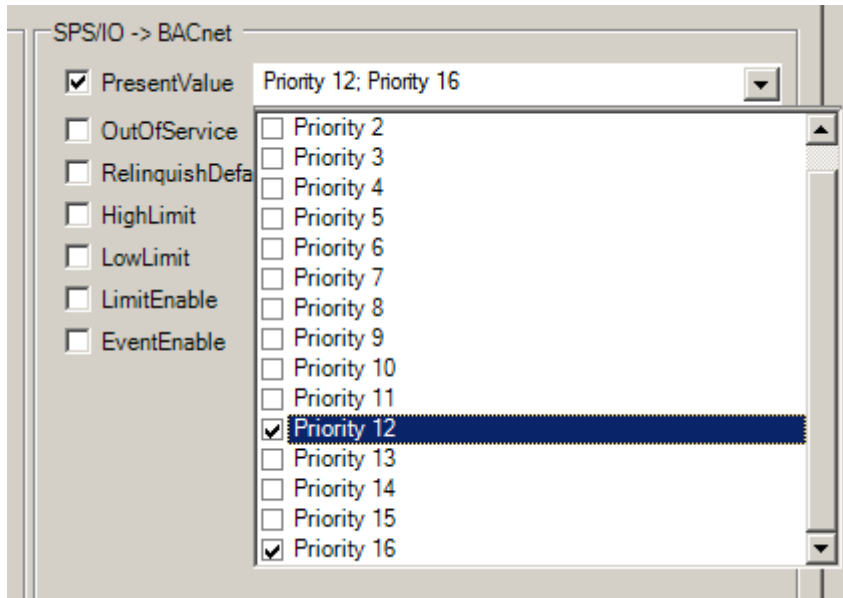 SPS/IO -> BACnet
PresentValue Priority 12; Priority 16
OutOfService
RelinquishDefa
HighLimit
LowLimit
LimitEnable
EventEnable
Priority 2
Priority 3
Priority 4
Priority 5
Priority 6
Priority 7
Priority 8
Priority 9
Priority 10
Priority 11
Priority 12
Priority 13
Priority 14
Priority 15
Priority 16